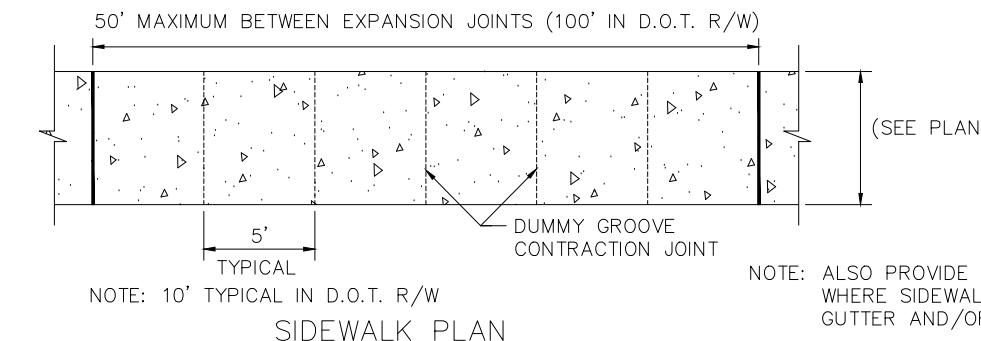 50' MAXIMUM BETWEEN EXPANSION JOINTS (100' IN D.O.T. R/W)
(SEE PLAN
5'
TYPICAL
DUMMY GROOVE
CONTRACTION JOINT
NOTE: 10' TYPICAL IN D.O.T. R/W
NOTE: ALSO PROVIDE
WHERE SIDEWAL
GUTTER AND/OR
SIDEWALK PLAN